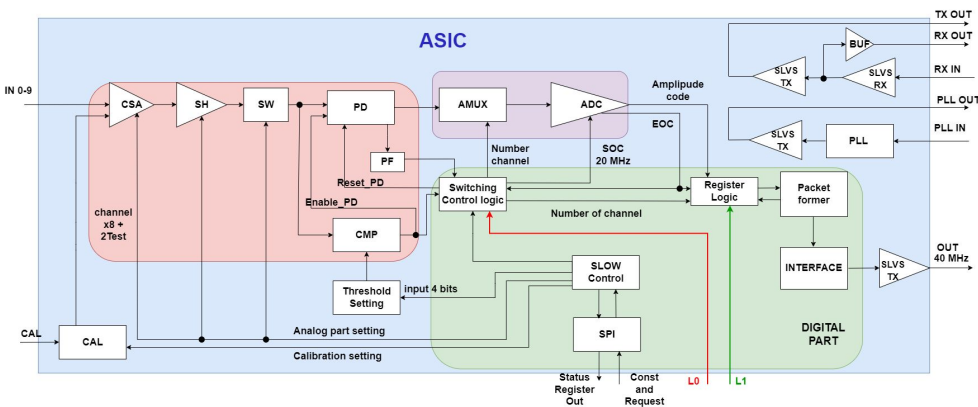 ASIC
TX OUT
RX OUT
BUF
RX IN
SLVS
TX
SLVS
RX
IN 0-9
CSA
SH
SW
PD
AMUX
ADC
Amplipude
code
EOC
PLL OUT
PLL IN
SLVS
TX
PLL
PF
Number
channel
SOC
20 MHz
Reset_PD
Switching
Control logic
Register
Logic
Packet
former
Enable_PD
channel
x8 +
2Test
Number of channel
CMP
OUT
40 MHz
SLOW
Control
INTERFACE
SLVS
TX
Threshold
Setting
input 4 bits
CAL
CAL
Analog part setting
Calibration setting
SPI
DIGITAL
PART
Status
Register
Out
Const
and
Request
L0
L1